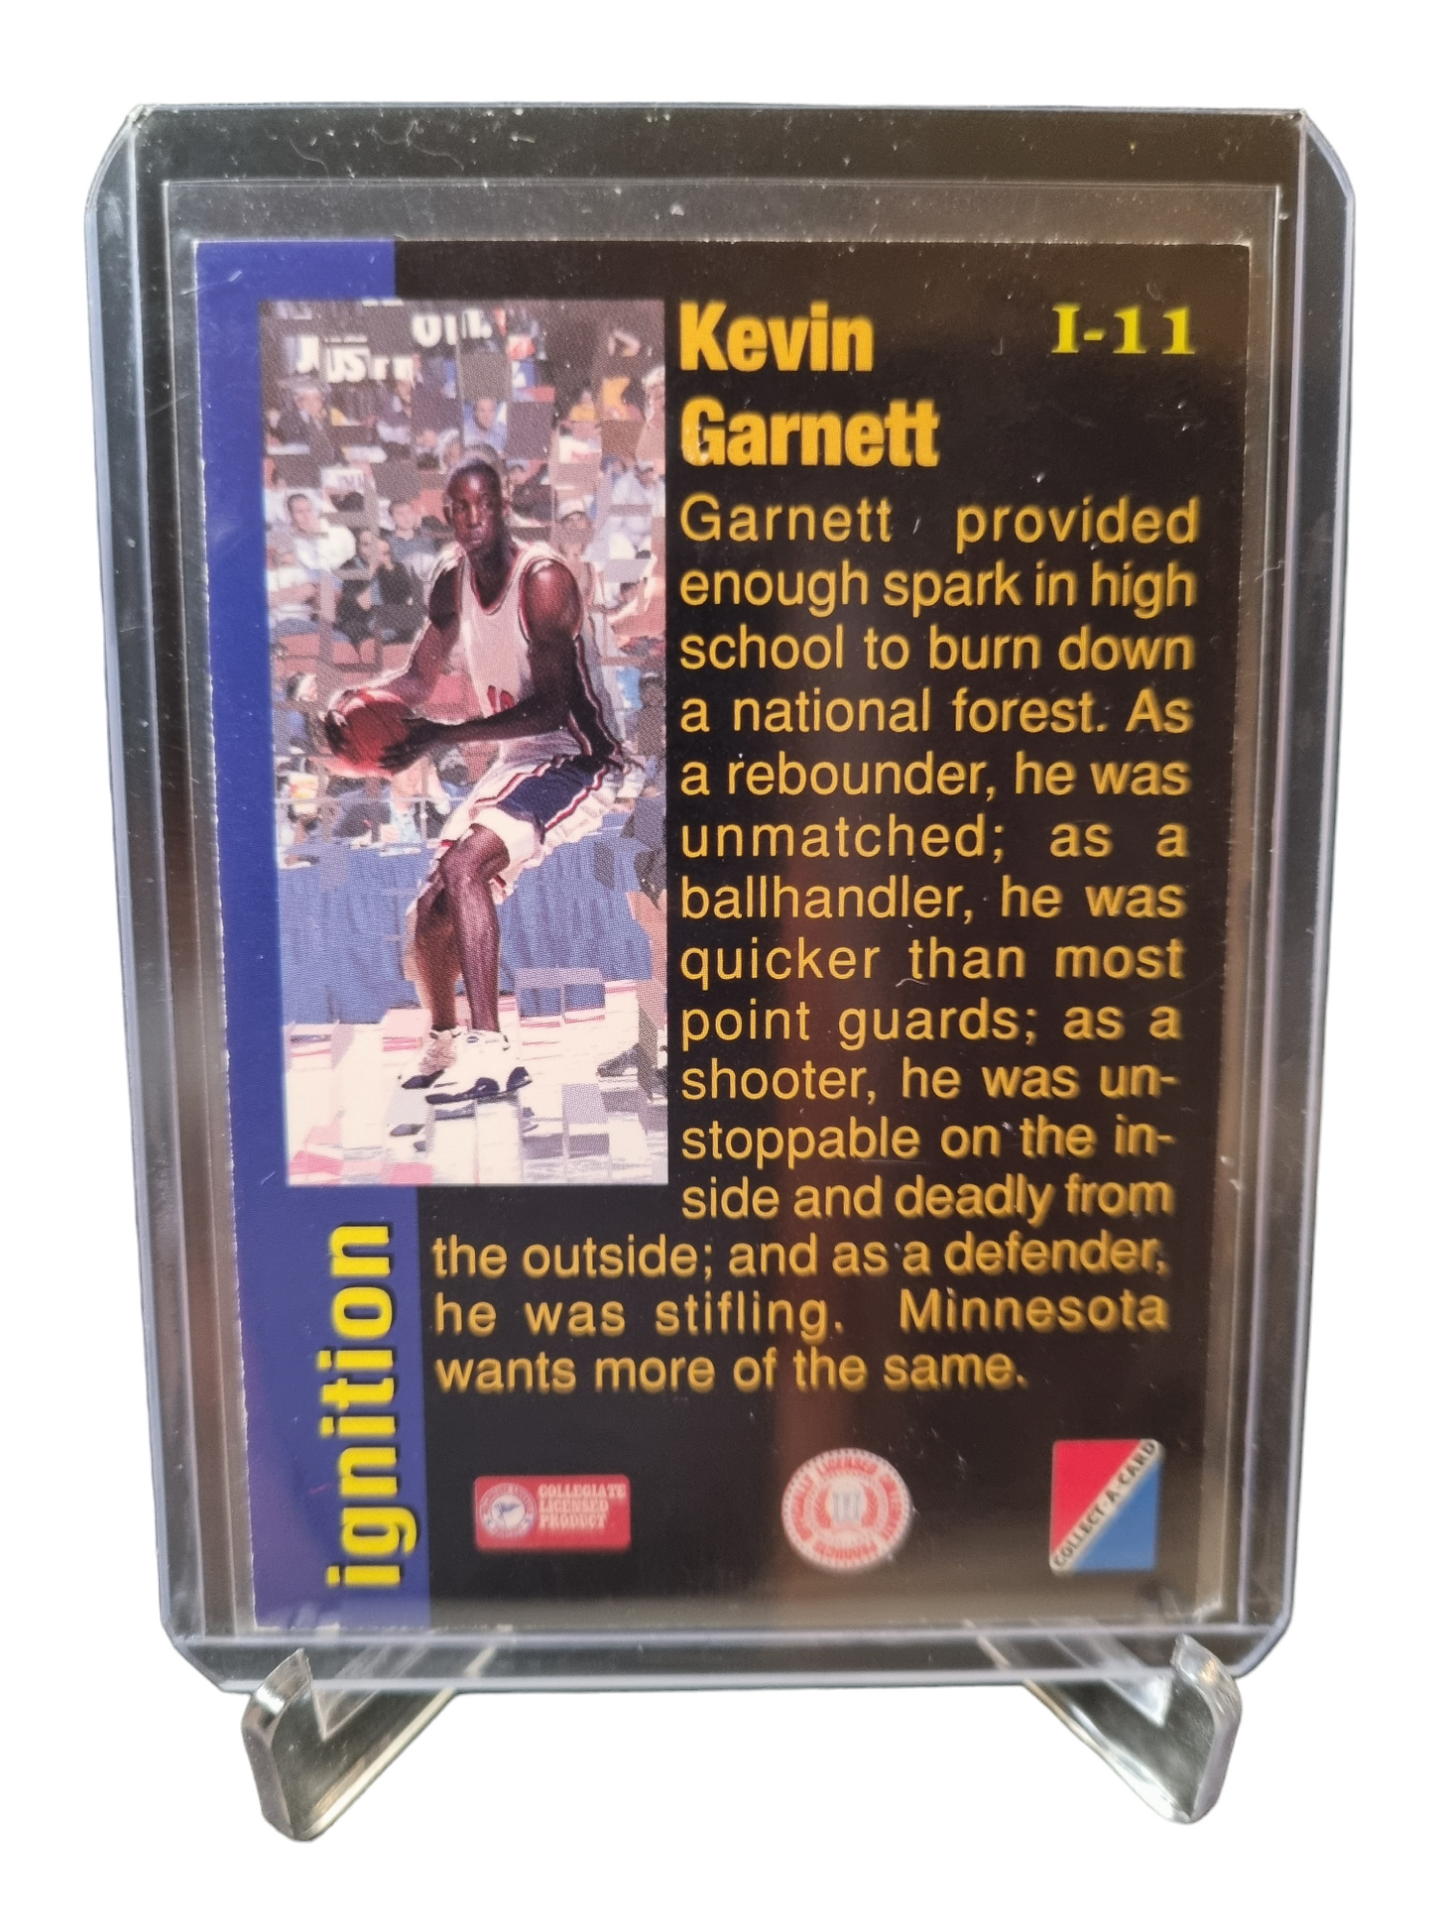 Kevin
Garnett
I-11
Garnett provided
enough spark in high
school to burn down
a national forest. As
a rebounder, he was
unmatched; as a
ballhandler, he was
quicker than most
point guards; as a
shooter, he was un-
stoppable on the in-
side and deadly from
the outside; and as a defender,
he was stifling. Minnesota
wants more of the same.
ignition
COLLEGIATE
LICENSED
PRODUCT
COLLECT-A-CARD